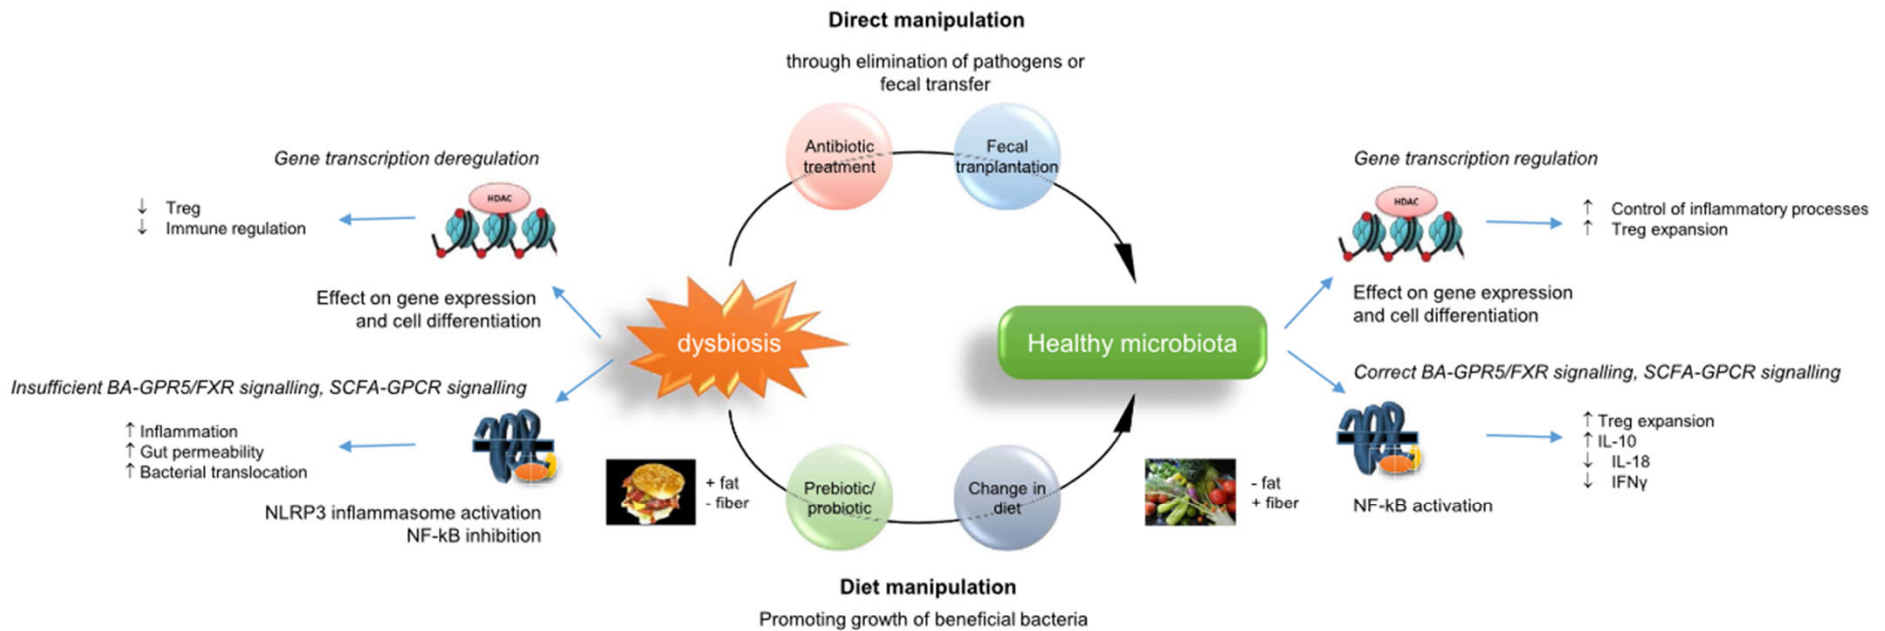 Direct manipulation
through elimination of pathogens or
fecal transfer
Antibiotic
treatment
Fecal
tranplantation
Gene transcription deregulation
HDAC
↓ Treg
↓ Immune regulation
Effect on gene expression
and cell differentiation
dysbiosis
Insufficient BA-GPR5/FXR signalling, SCFA-GPCR signalling
↑ Inflammation
↑ Gut permeability
↑ Bacterial translocation
NLRP3 inflammasome activation
NF-kB inhibition
+ fat
- fiber
Prebiotic/
probiotic
Change in
diet
- fat
+ fiber
Diet manipulation
Promoting growth of beneficial bacteria
Healthy microbiota
Gene transcription regulation
HDAC
↑ Control of inflammatory processes
↑ Treg expansion
Effect on gene expression
and cell differentiation
Correct BA-GPR5/FXR signalling, SCFA-GPCR signalling
↑ Treg expansion
↑ IL-10
↓ IL-18
↓ IFNγ
NF-kB activation